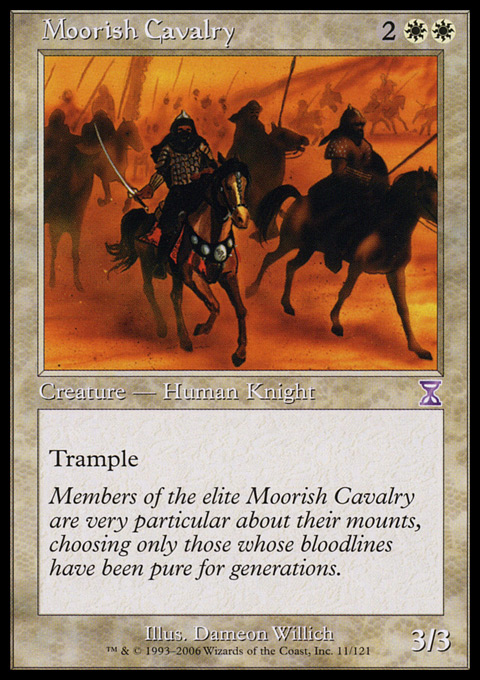 Moorish Cavalry 2
Creature — Human Knight
Trample
Members of the elite Moorish Cavalry
are very particular about their mounts,
choosing only those whose bloodlines
have been pure for generations.
Illus. Dameon Willich
3/3
™ & © 1993–2006 Wizards of the Coast, Inc. 11/121